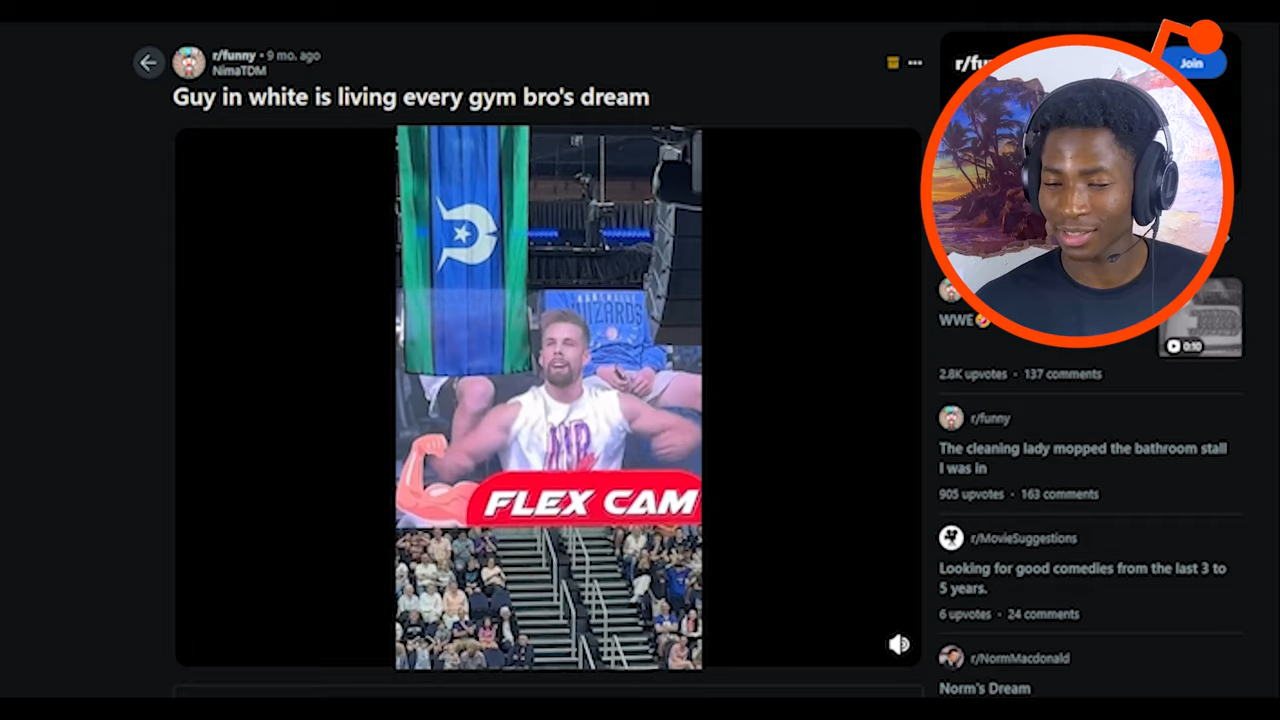 r/funny • 9 mo. ago
NimaTDM
Guy in white is living every gym bro's dream
WIZARDS
FLEX CAM
Join
WWE
0:10
2.8K upvotes • 137 comments
r/funny
The cleaning lady mopped the bathroom stall
I was in
905 upvotes • 163 comments
r/MovieSuggestions
Looking for good comedies from the last 3 to
5 years.
6 upvotes • 24 comments
r/NormMacdonald
Norm's Dream